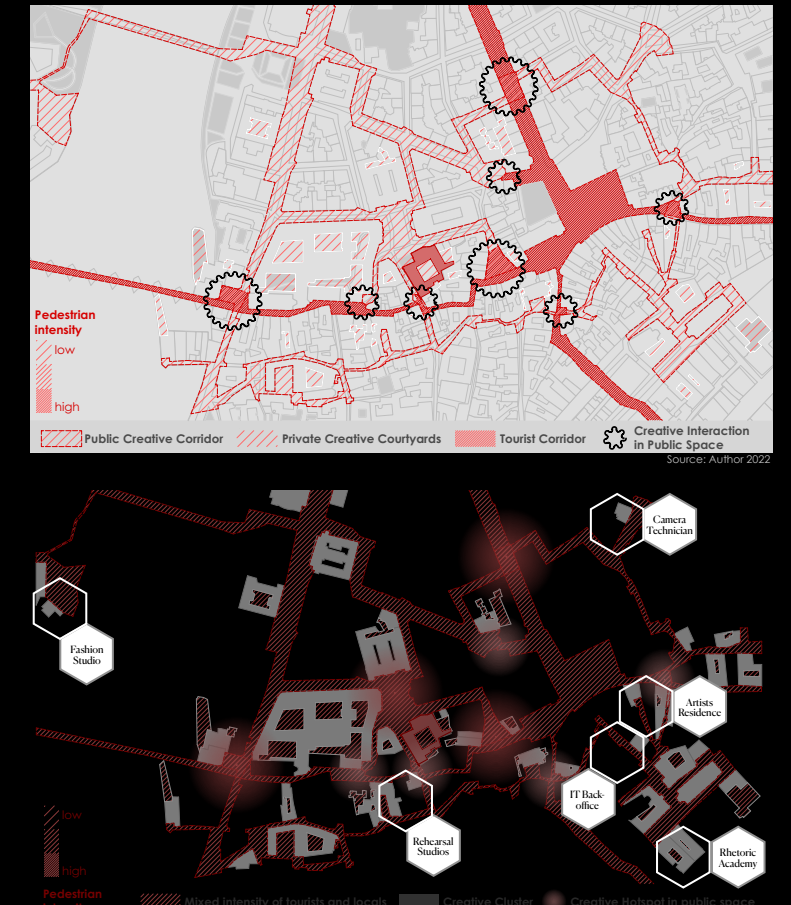 Pedestrian
intensity
low
high
Public Creative Corridor
Private Creative Courtyards
Tourist Corridor
Creative Interaction
in Public Space
Source: Author 2022
Camera
Technician
Fashion
Studio
Artists
Residence
IT Back-
office
Rehearsal
Studios
Rhetoric
Academy
low
high
Pedestrian
Mixed intensity of tourists and locals
Creative Cluster
Creative Hotspot in public space